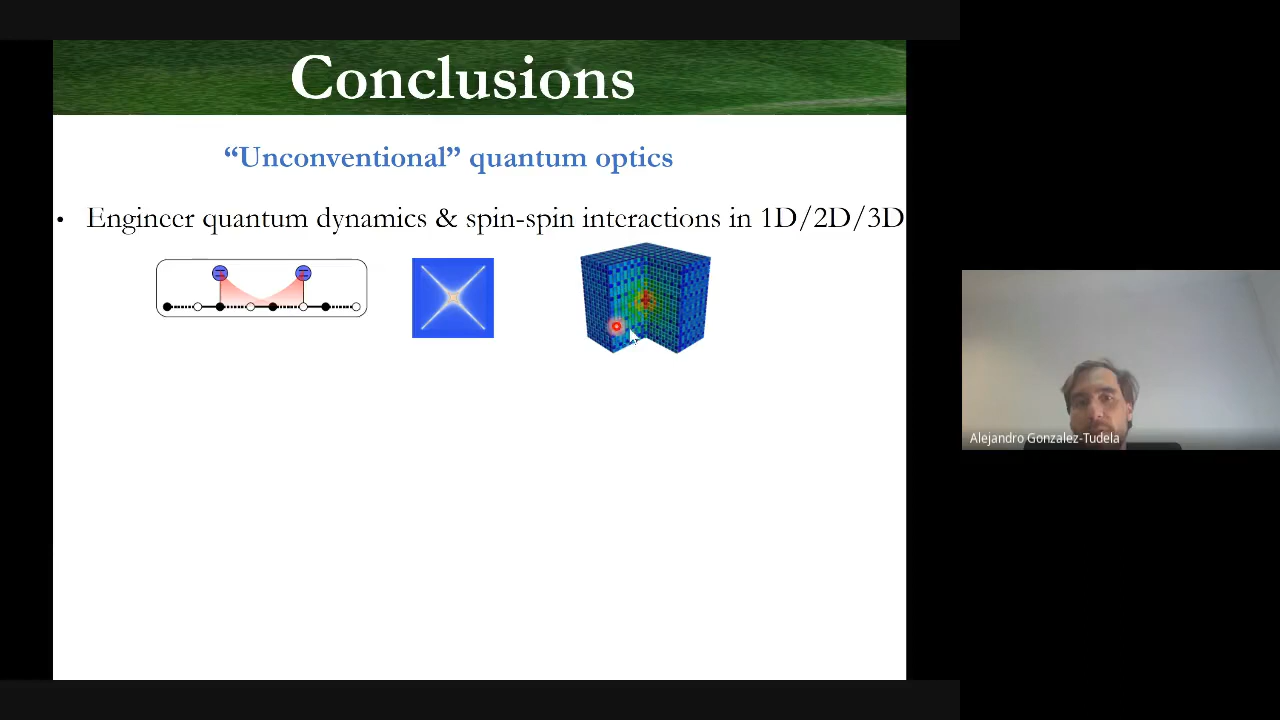 Conclusions
“Unconventional” quantum optics
• Engineer quantum dynamics & spin-spin interactions in 1D/2D/3D
Alejandro Gonzalez-Tudela